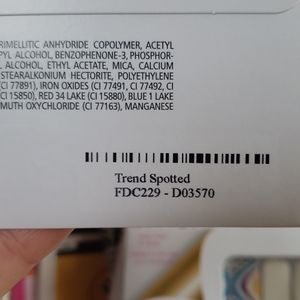 RIMELLITIC ANHYDRIDE COPOLYMER, ACETYL
PYL ALCOHOL, BENZOPHENONE-3, PHOSPHOR-
L ALCOHOL, ETHYL ACETATE, MICA, CALCIUM
STEARALKONIUM HECTORITE, POLYETHYLENE
(CI 77891), IRON OXIDES (CI 77491, CI 77492, CI
CI 15850), RED 34 LAKE (CI 15880), BLUE 1 LAKE
MUTH OXYCHLORIDE (CI 77163), MANGANESE
Trend Spotted
FDC229 - D03570